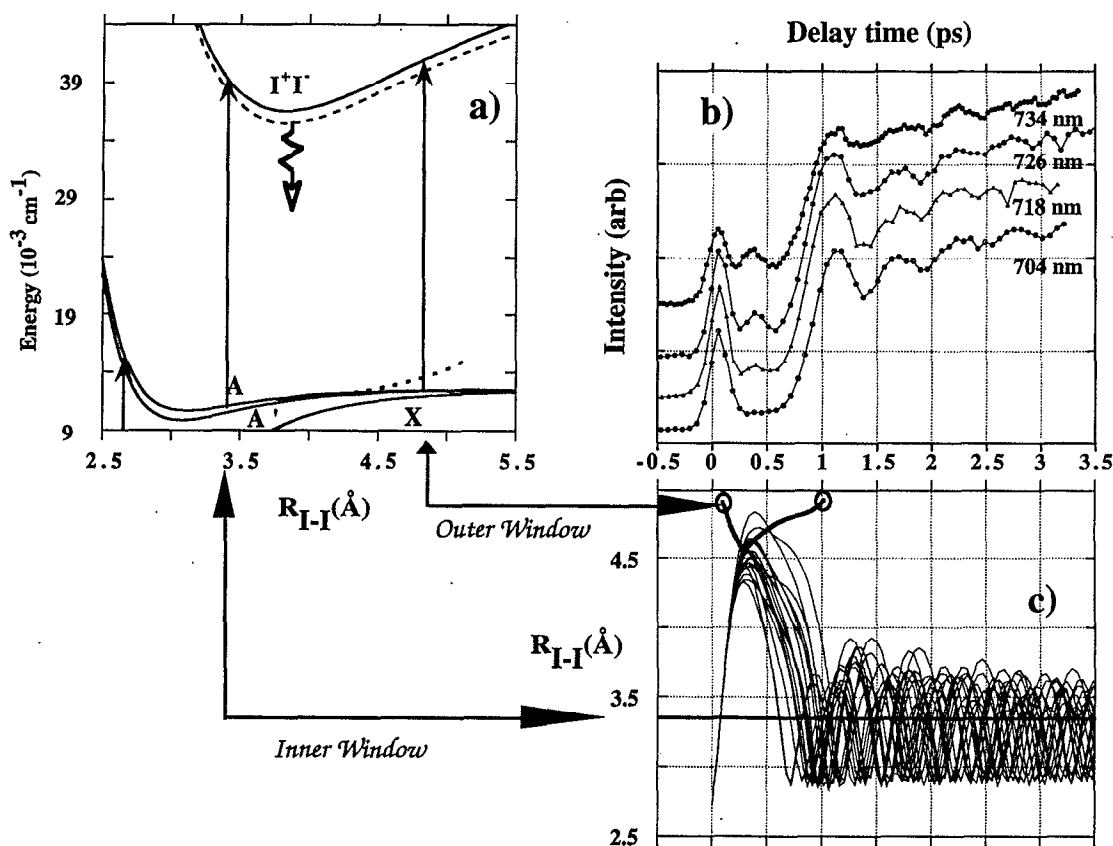 a)
I+I-
Energy (10-3 cm-1)
39
29
19
9
A
A'
X
2.5
3.5
4.5
5.5
RI-I(Å)
Outer Window
Inner Window
Delay time (ps)
b)
734 nm
726 nm
718 nm
704 nm
Intensity (arb)
-0.5
0
0.5
1
1.5
2
2.5
3
3.5
c)
RI-I(Å)
4.5
3.5
2.5